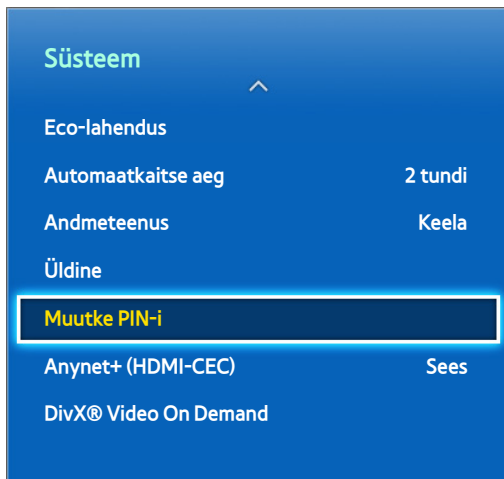 Süsteem
Eco-lahendus
Automaatkaitse aeg 2 tundi
Andmeteenus Keela
Üldine
Muutke PIN-i
Anynet+ (HDMI-CEC) Sees
DivX® Video On Demand